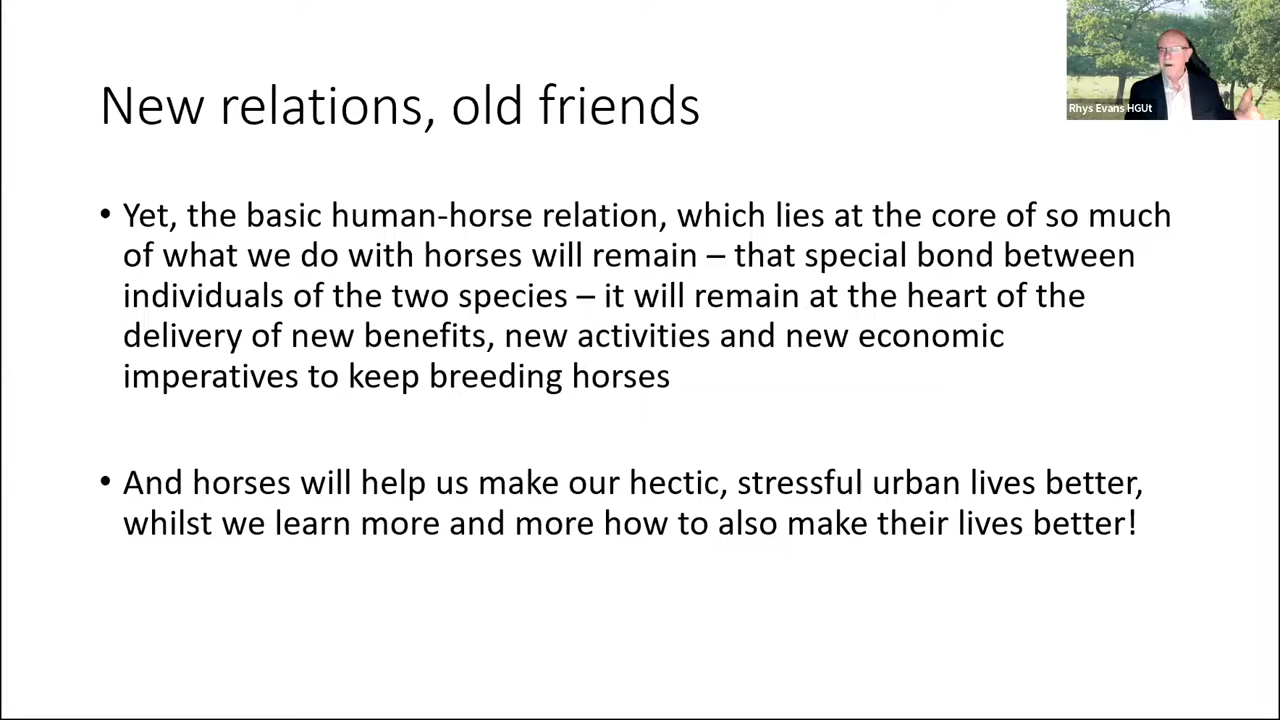 New relations, old friends
Rhys Evans HGUt
• Yet, the basic human-horse relation, which lies at the core of so much
of what we do with horses will remain – that special bond between
individuals of the two species – it will remain at the heart of the
delivery of new benefits, new activities and new economic
imperatives to keep breeding horses
• And horses will help us make our hectic, stressful urban lives better,
whilst we learn more and more how to also make their lives better!